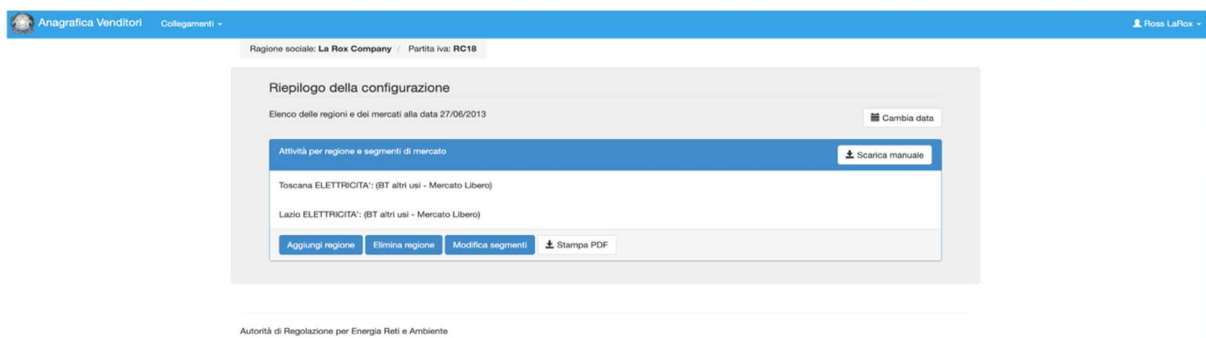 Anagrafica Venditori Collegamenti Ross LaRox
Ragione sociale: La Rox Company / Partita iva: RC18
Riepilogo della configurazione
Elenco delle regioni e dei mercati alla data 27/06/2013 Cambia data
Attività per regione e segmenti di mercato Scarica manuale
Toscana ELETTRICITA': (BT altri usi - Mercato Libero)
Lazio ELETTRICITA': (BT altri usi - Mercato Libero)
Aggiungi regione Elimina regione Modifica segmenti Stampa PDF
Autorità di Regolazione per Energia Reti e Ambiente